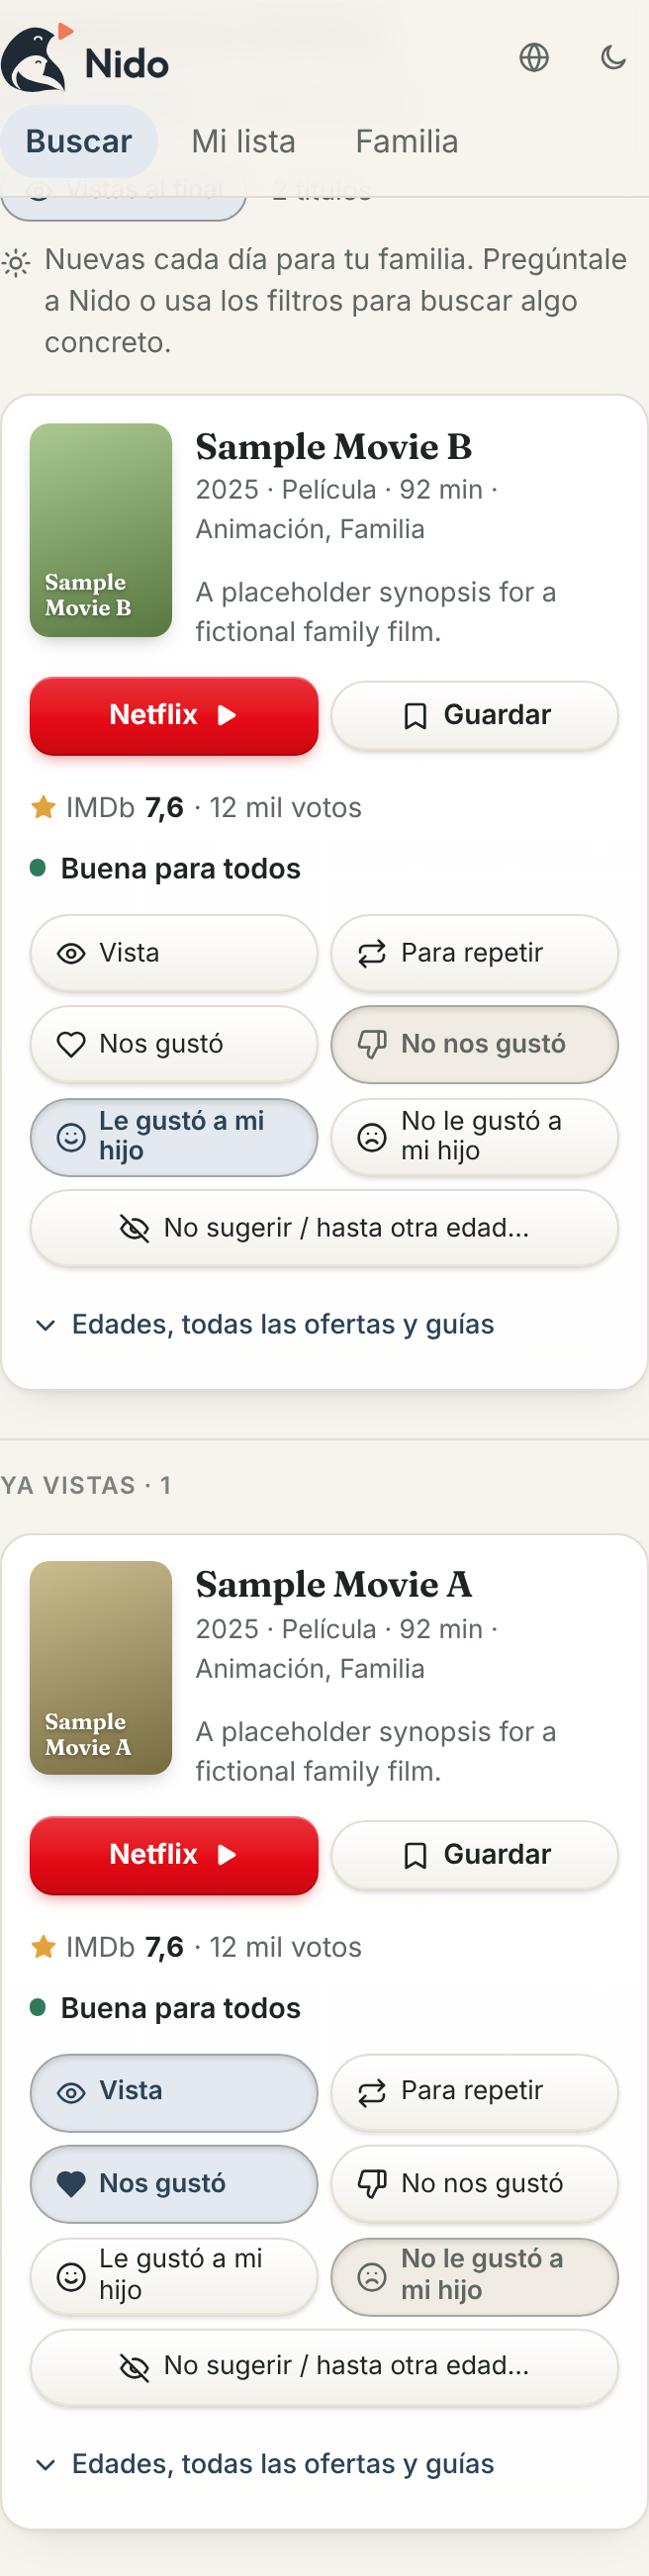 Nido
Buscar
Mi lista
Familia
Vistas al final
2 títulos
Nuevas cada día para tu familia. Pregúntale
a Nido o usa los filtros para buscar algo
concreto.
Sample
Movie B
Sample Movie B
2025 · Película · 92 min ·
Animación, Familia
A placeholder synopsis for a
fictional family film.
Netflix
Guardar
IMDb 7,6 · 12 mil votos
Buena para todos
Vista
Para repetir
Nos gustó
No nos gustó
Le gustó a mi
hijo
No le gustó a
mi hijo
No sugerir / hasta otra edad...
Edades, todas las ofertas y guías
YA VISTAS · 1
Sample
Movie A
Sample Movie A
2025 · Película · 92 min ·
Animación, Familia
A placeholder synopsis for a
fictional family film.
Netflix
Guardar
IMDb 7,6 · 12 mil votos
Buena para todos
Vista
Para repetir
Nos gustó
No nos gustó
Le gustó a mi
hijo
No le gustó a
mi hijo
No sugerir / hasta otra edad...
Edades, todas las ofertas y guías